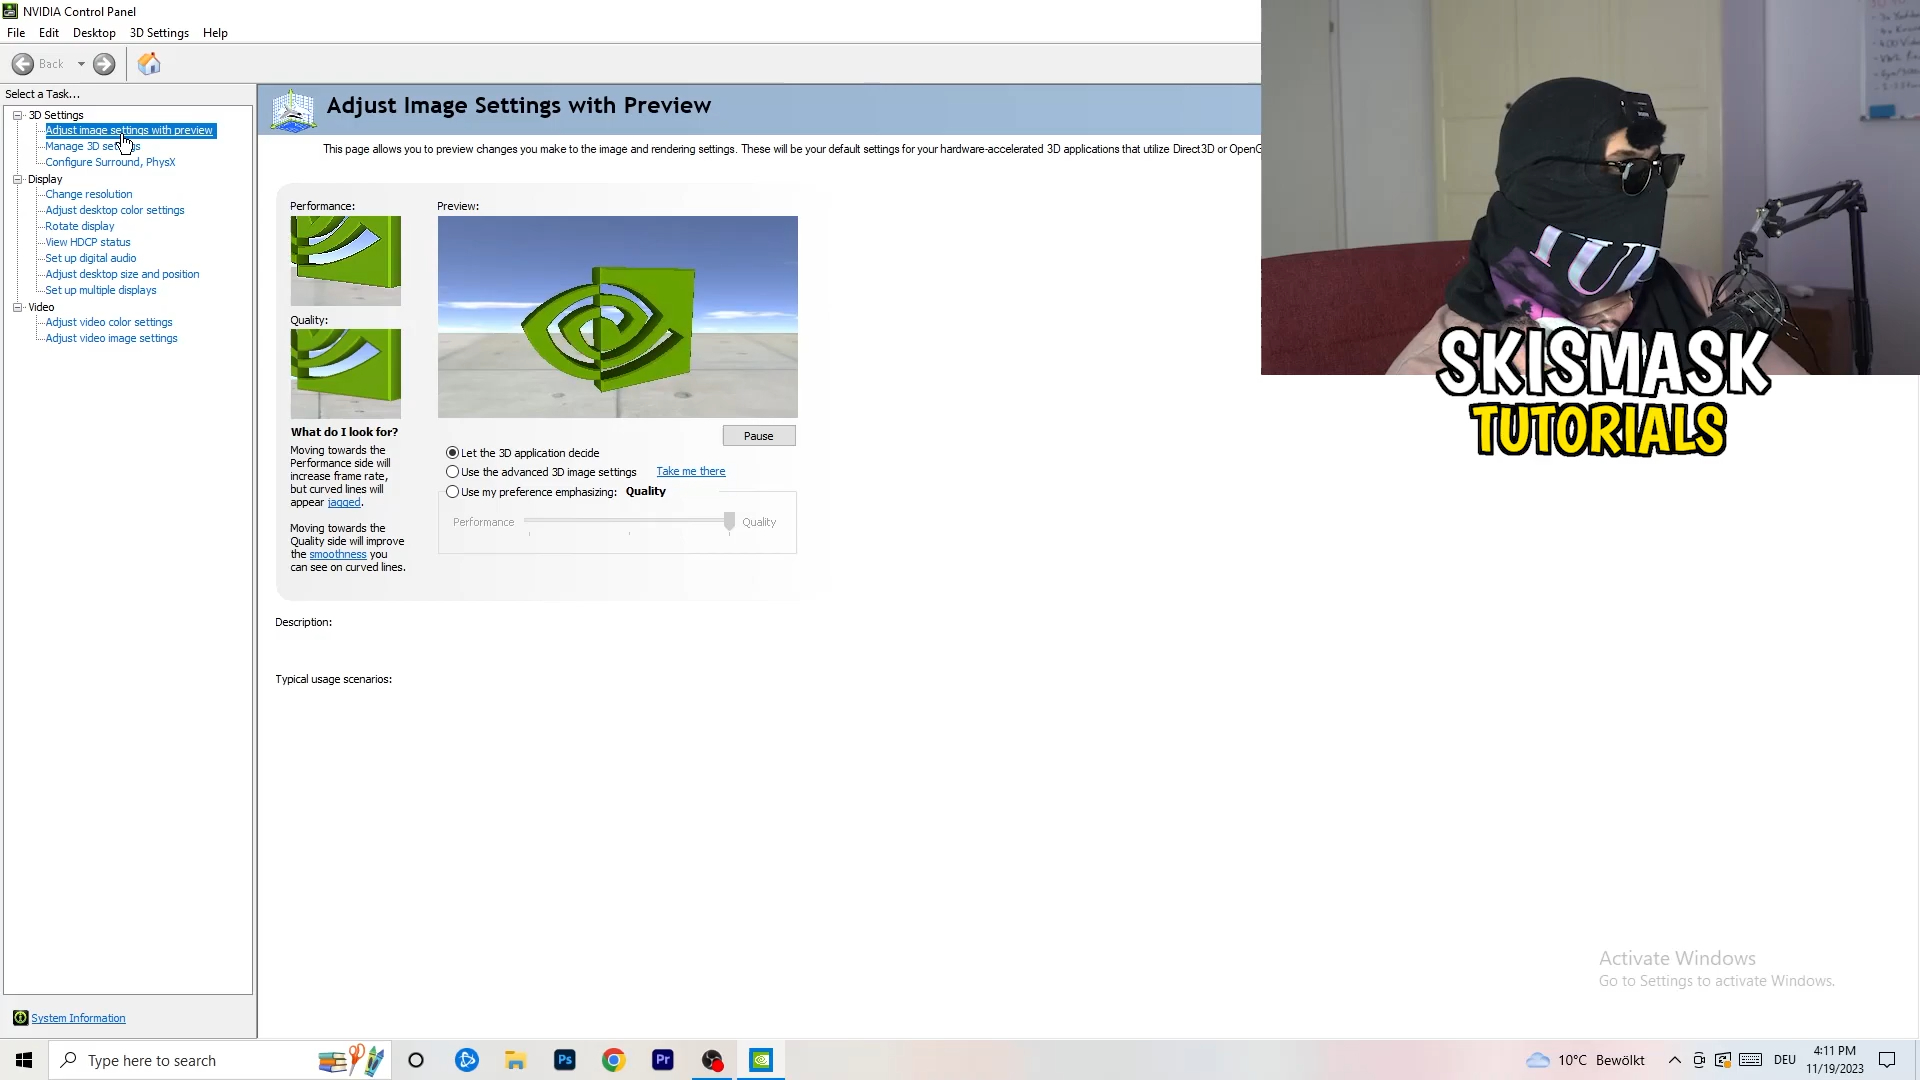 NVIDIA Control Panel
File Edit Desktop 3D Settings Help
Back
Select a Task...
3D Settings
Adjust image settings with preview
Manage 3D
Configure Surround, PhysX
Display
Change resolution
Adjust desktop color settings
Rotate display
View HDCP status
Set up digital audio
Adjust desktop size and position
Set up multiple displays
Video
Adjust video color settings
Adjust video image settings
System Information
Adjust Image Settings with Preview
This page allows you to preview changes you make to the image and rendering settings. These will be your default settings for your hardware-accelerated 3D applications that utilize Direct3D or
Performance:
Quality:
What do I look for?
Moving towards the
Performance side will
increase frame rate,
but curved lines will
appear jagged.
Moving towards the
Quality side will improve
the smoothness you
can see on curved lines.
Preview:
Pause
Let the 3D application decide
Use the advanced 3D image settings Take me there
Use my preference emphasizing: Quality
Performance Quality
Description:
Typical usage scenarios:
SKISMASK
TUTORIALS
Activate Windows
Go to Settings to activate Windows.
Type here to search
Ps
Pr
10°C Bewölkt
DEU
4:11 PM
11/19/2023